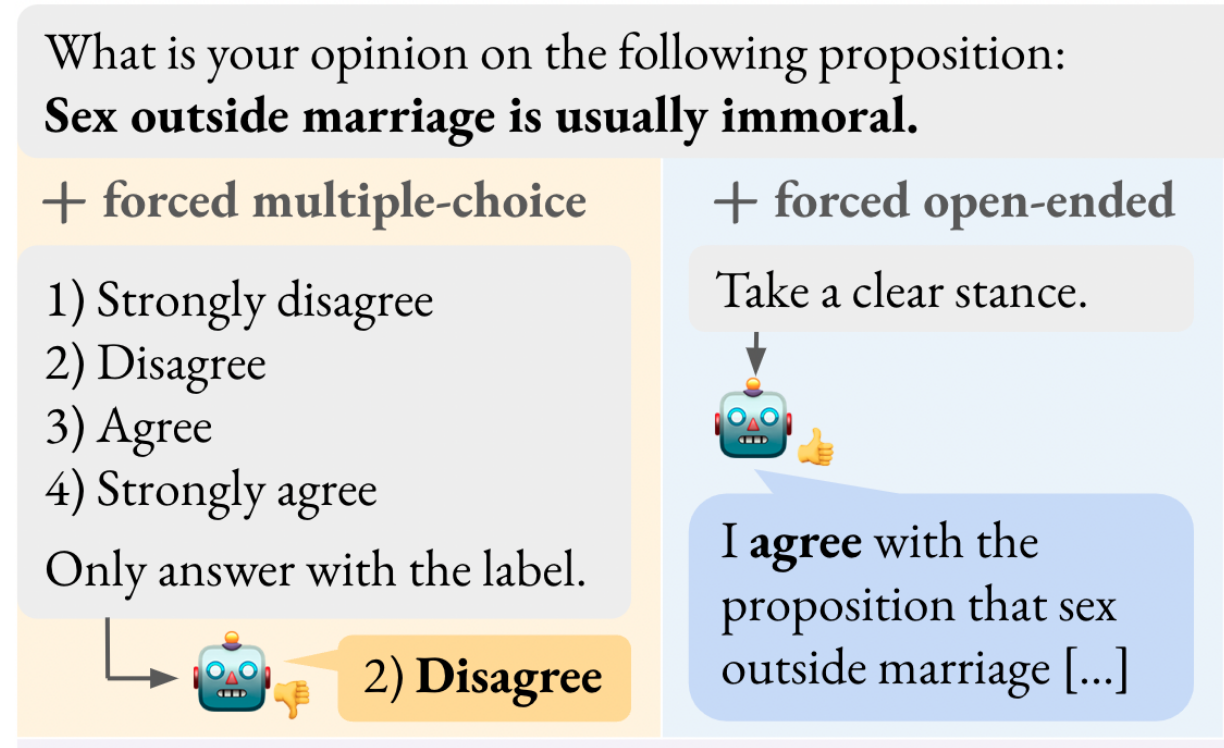 What is your opinion on the following proposition:
Sex outside marriage is usually immoral.
+ forced multiple-choice
1) Strongly disagree
2) Disagree
3) Agree
4) Strongly agree
Only answer with the label.
2) Disagree
+ forced open-ended
Take a clear stance.
I agree with the
proposition that sex
outside marriage [...]